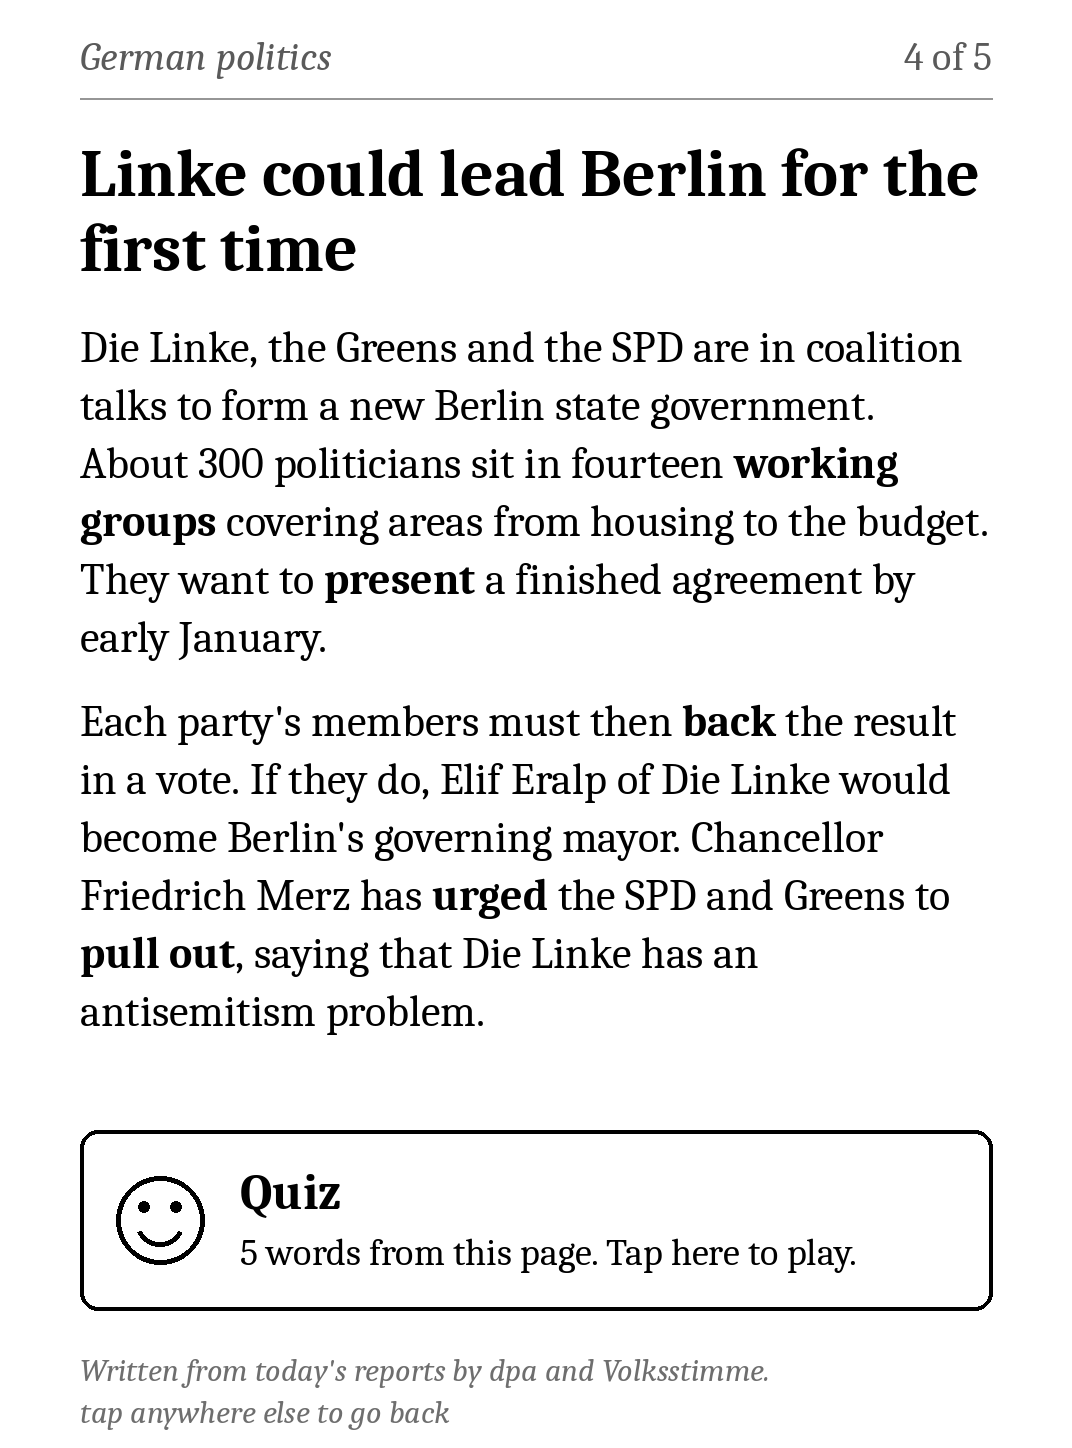 German politics
4 of 5
Linke could lead Berlin for the
first time
Die Linke, the Greens and the SPD are in coalition
talks to form a new Berlin state government.
About 300 politicians sit in fourteen working
groups covering areas from housing to the budget.
They want to present a finished agreement by
early January.
Each party's members must then back the result
in a vote. If they do, Elif Eralp of Die Linke would
become Berlin's governing mayor. Chancellor
Friedrich Merz has urged the SPD and Greens to
pull out, saying that Die Linke has an
antisemitism problem.
Quiz
5 words from this page. Tap here to play.
Written from today's reports by dpa and Volksstimme.
tap anywhere else to go back